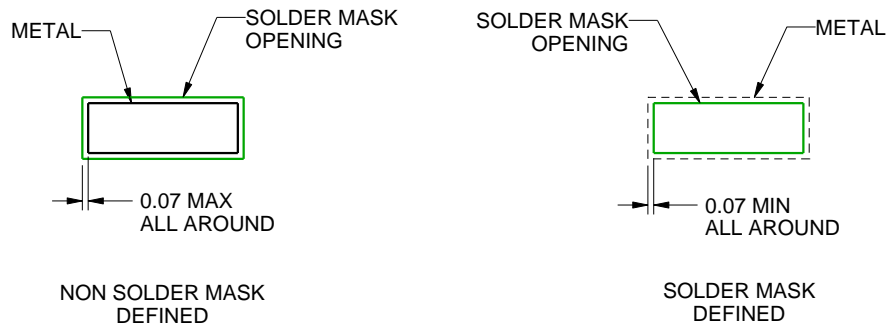 METAL
SOLDER MASK
OPENING
0.07 MAX
ALL AROUND
NON SOLDER MASK
DEFINED
SOLDER MASK
OPENING
METAL
0.07 MIN
ALL AROUND
SOLDER MASK
DEFINED